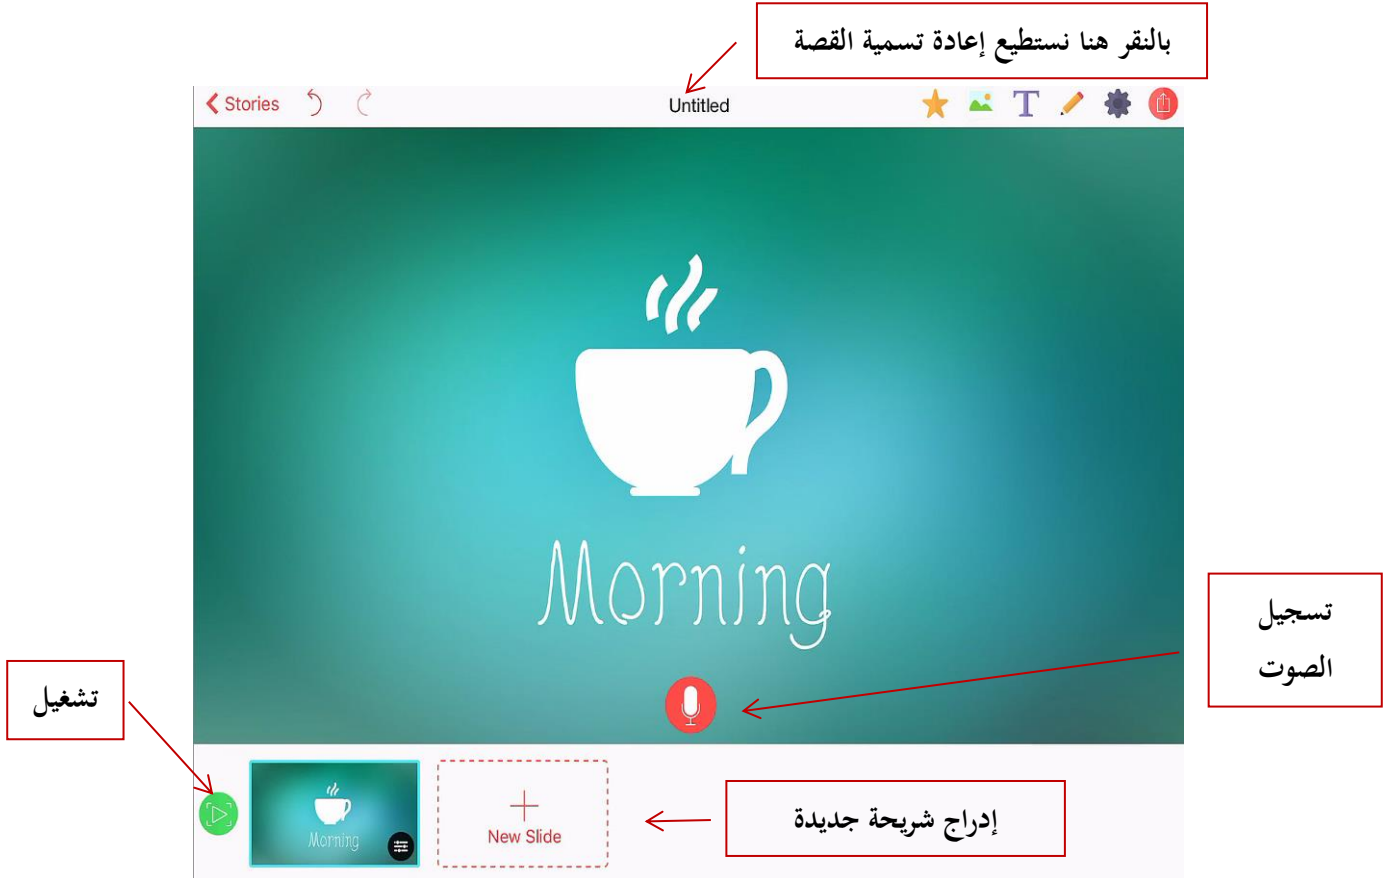 بالنقر هنا نستطيع إعادة تسمية القصة
Stories
Untitled
T
Morning
تسجيل
الصوت
تشغيل
Morning
New Slide
إدراج شريحة جديدة